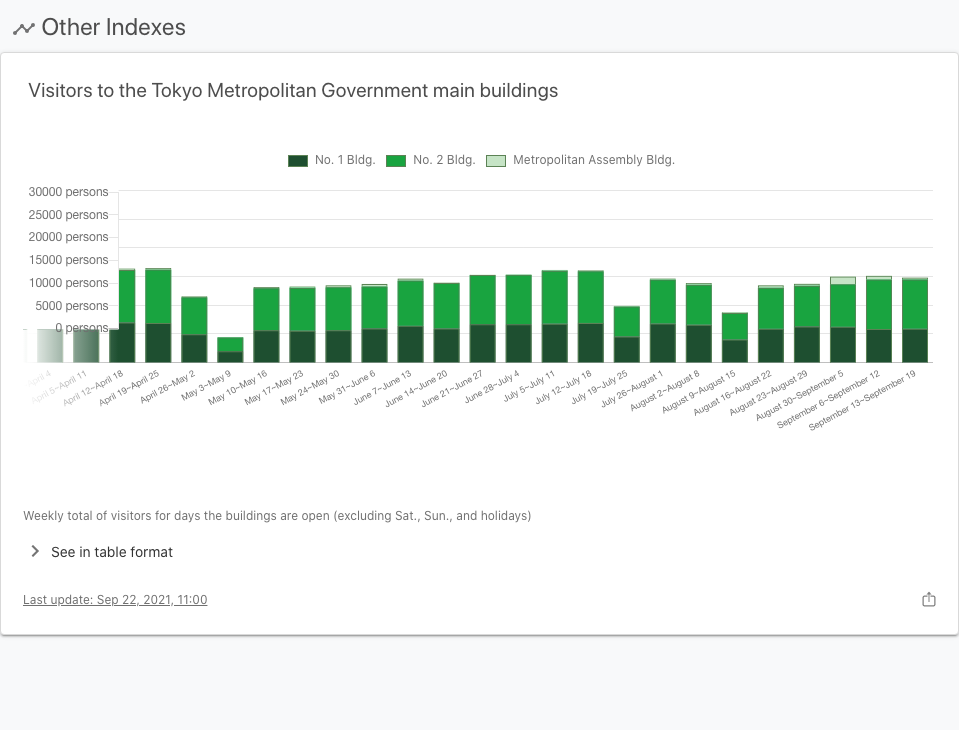 Other Indexes
Visitors to the Tokyo Metropolitan Government main buildings
No. 1 Bldg. No. 2 Bldg. Metropolitan Assembly Bldg.
30000 persons
25000 persons
20000 persons
15000 persons
10000 persons
5000 persons
0 persons
April 5~April 11
April 12~April 18
April 19~April 25
April 26~May 2
May 3~May 9
May 10~May 16
May 17~May 23
May 24~May 30
May 31~June 6
June 7~June 13
June 14~June 20
June 21~June 27
June 28~July 4
July 5~July 11
July 12~July 18
July 19~July 25
July 26~August 1
August 2~August 8
August 9~August 15
August 16~August 22
August 23~August 29
August 30~September 5
September 6~September 12
September 13~September 19
Weekly total of visitors for days the buildings are open (excluding Sat., Sun., and holidays)
See in table format
Last update: Sep 22, 2021, 11:00